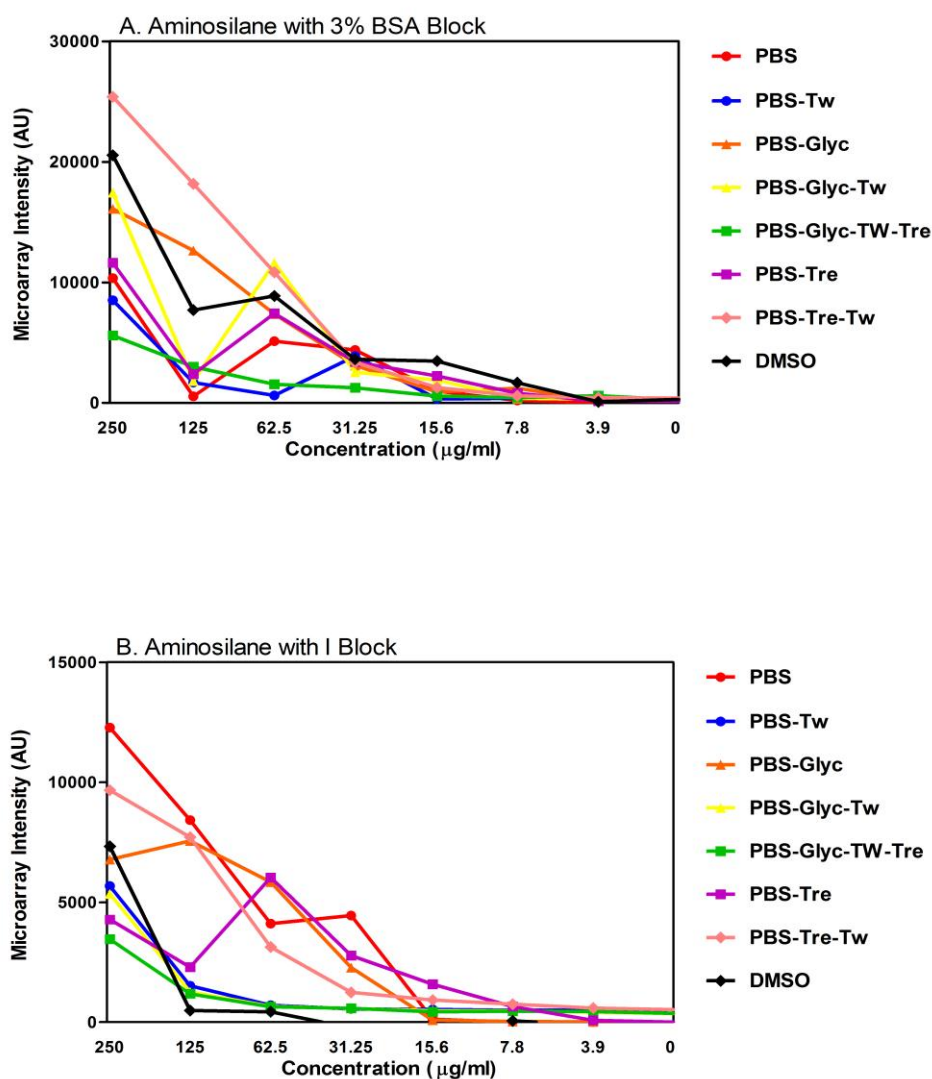 A. Aminosilane with 3% BSA Block
30000
20000
10000
0
Microarray Intensity (AU)
250 125 62.5 31.25 15.6 7.8 3.9 0
Concentration (μg/ml)
PBS
PBS-Tw
PBS-Glyc
PBS-Glyc-Tw
PBS-Glyc-TW-Tre
PBS-Tre
PBS-Tre-Tw
DMSO
B. Aminosilane with I Block
15000
10000
5000
0
Microarray Intensity (AU)
250 125 62.5 31.25 15.6 7.8 3.9 0
Concentration (μg/ml)
PBS
PBS-Tw
PBS-Glyc
PBS-Glyc-Tw
PBS-Glyc-TW-Tre
PBS-Tre
PBS-Tre-Tw
DMSO